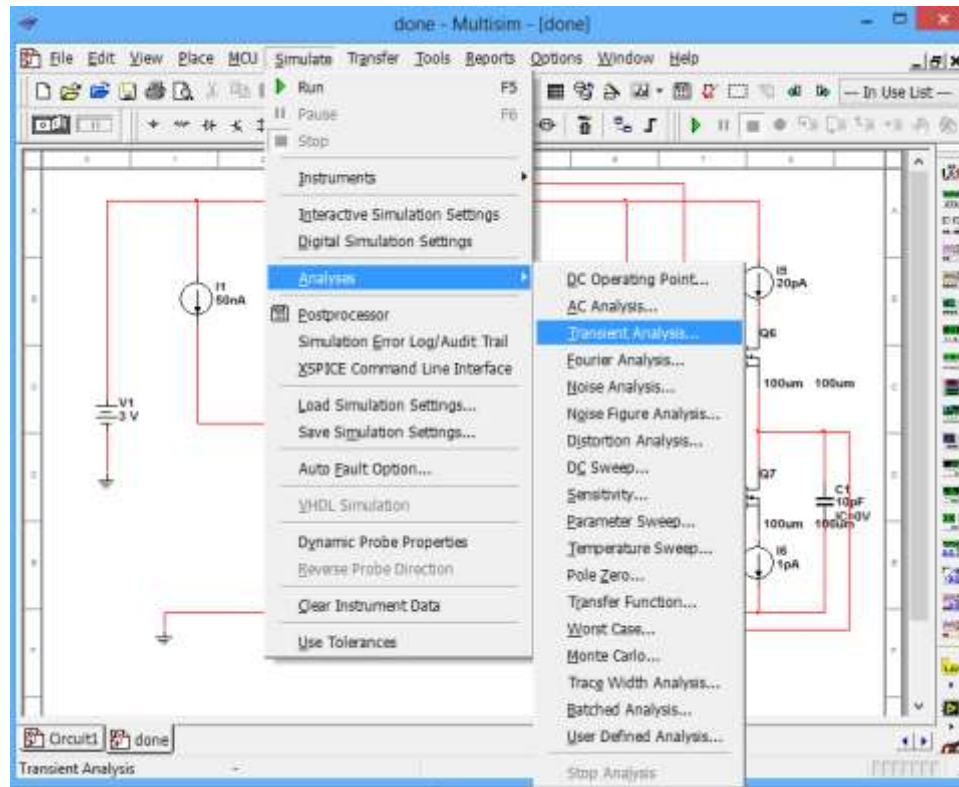 done - Multisim - [done]
File Edit View Place MCU Simulate Transfer Tools Reports Options Window Help
--- In Use List ---
Run F5
Pause F6
Stop
Instruments
Interactive Simulation Settings
Digital Simulation Settings
Analyses
Postprocessor
Simulation Error Log/Audit Trail
XSPICE Command Line Interface
Load Simulation Settings...
Save Simulation Settings...
Auto Fault Option...
VHDL Simulation
Dynamic Probe Properties
Reverse Probe Direction
Clear Instrument Data
Use Tolerances
DC Operating Point...
AC Analysis...
Transient Analysis...
Fourier Analysis...
Noise Analysis...
Noise Figure Analysis...
Distortion Analysis...
DC Sweep...
Sensitivity...
Parameter Sweep...
Temperature Sweep...
Pole Zero...
Transfer Function...
Worst Case...
Monte Carlo...
Trace Width Analysis...
Batched Analysis...
User Defined Analysis...
Stop Analysis
I1
50nA
V1
3 V
I5
20pA
Q6
100um 100um
Q7
C1
10pF
IC=0V
100um 100um
I6
1pA
Circuit1 done
Transient Analysis -